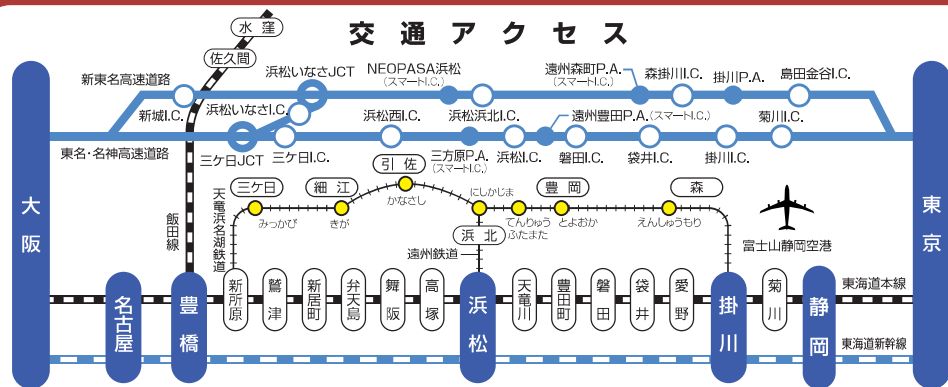 交通アクセス
水窪
佐久間
新東名高速道路
浜松いなさJCT
NEOPASA浜松
(スマートI.C.)
遠州森町P.A.
(スマートI.C.)
森掛川I.C.
掛川P.A.
島田金谷I.C.
新城I.C.
浜松いなさI.C.
浜松西I.C.
浜松浜北I.C.
遠州豊田P.A.(スマートI.C.)
菊川I.C.
東名・名神高速道路
三ケ日JCT
三ケ日I.C.
三方原P.A.
(スマートI.C.)
浜松I.C.
磐田I.C.
袋井I.C.
掛川I.C.
引佐
三ケ日
細江
かなさし
にしかじま
豊岡
森
みっかび
きが
てんりゅう
ふたまた
とよおか
えんしゅうもり
浜北
遠州鉄道
富士山静岡空港
飯田線
天竜浜名湖鉄道
大阪
東京
名古屋
豊橋
新所原
鷲津
新居町
弁天島
舞阪
高塚
浜松
天竜川
豊田町
磐田
袋井
愛野
掛川
菊川
静岡
東海道本線
東海道新幹線